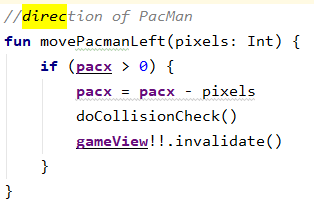 //direction of PacMan
fun movePacmanLeft(pixels: Int) {
    if (pacx > 0) {
        pacx = pacx - pixels
        doCollisionCheck()
        gameView!!.invalidate()
    }
}